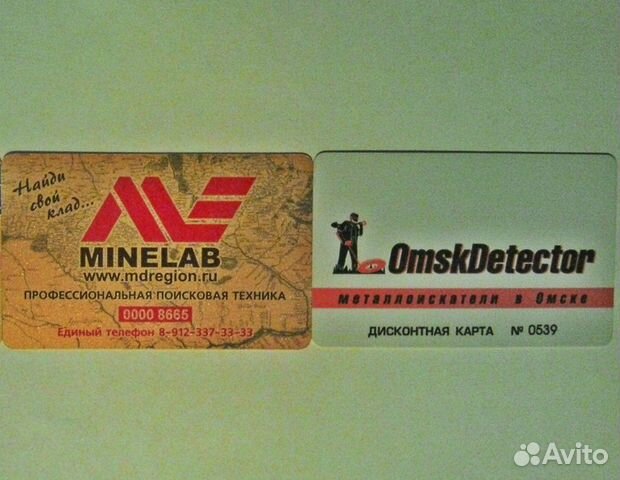 Найди
свой
клад...
MINELAB
www.mdregion.ru
ПРОФЕССИОНАЛЬНАЯ ПОИСКОВАЯ ТЕХНИКА
0000 8665
Единый телефон 8-912-337-33-33
OmskDetector
металлоискатели в Омске
ДИСКОНТНАЯ КАРТА № 0539
Avito